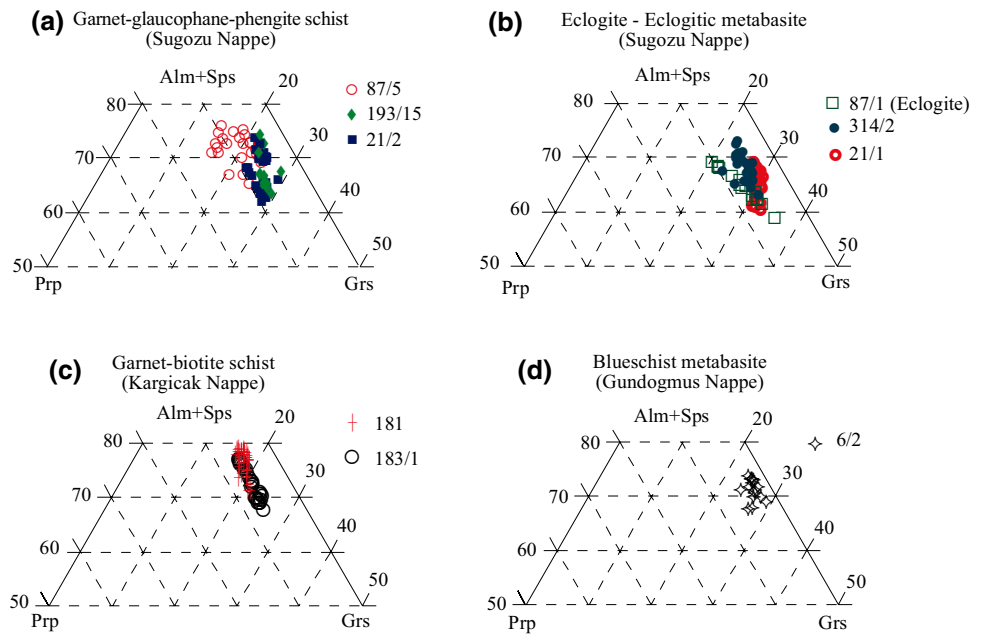 (a) Garnet-glaucophane-phengite schist
(Sugozu Nappe)
Alm+Sps
20
80
30
70
40
60
50
50
Prp
Grs
87/5
193/15
21/2
(b) Eclogite - Eclogitic metabasite
(Sugozu Nappe)
Alm+Sps
20
80
30
70
40
60
50
50
Prp
Grs
87/1 (Eclogite)
314/2
21/1
(c) Garnet-biotite schist
(Kargicak Nappe)
Alm+Sps
20
80
30
70
40
60
50
50
Prp
Grs
181
183/1
(d) Blueschist metabasite
(Gundogmus Nappe)
Alm+Sps
20
80
30
70
40
60
50
50
Prp
Grs
6/2